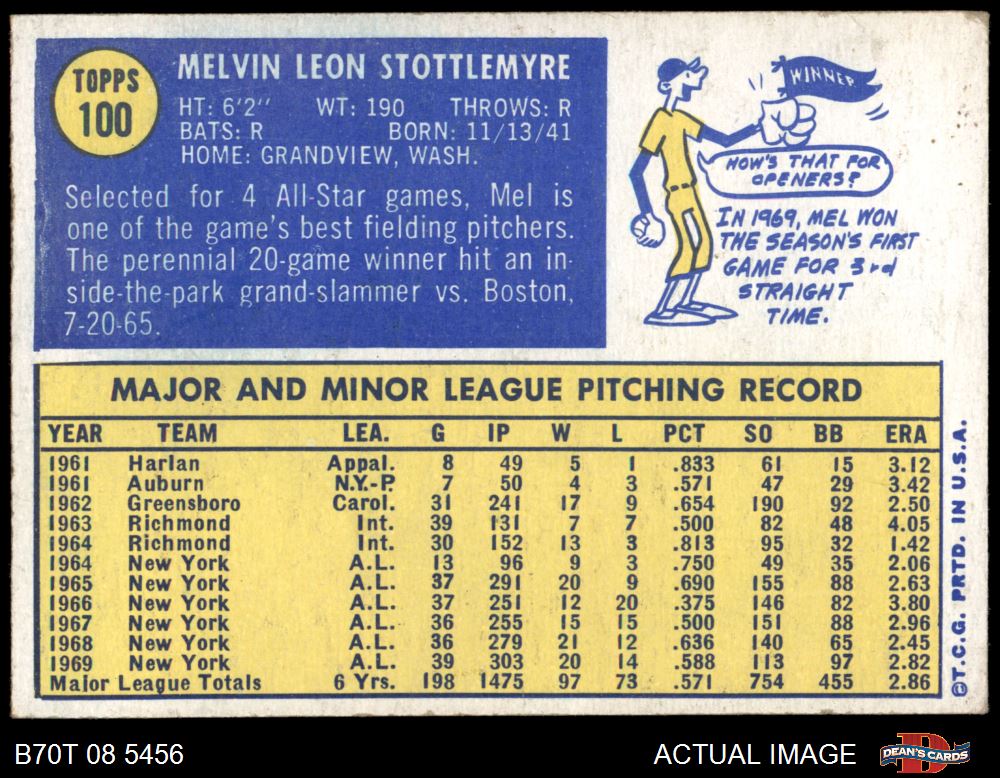 TOPPS
100
MELVIN LEON STOTTLEMYRE
HT: 6'2" WT: 190 THROWS: R
BATS: R BORN: 11/13/41
HOME: GRANDVIEW, WASH.
Selected for 4 All-Star games, Mel is
one of the game's best fielding pitchers.
The perennial 20-game winner hit an in-
side-the-park grand-slammer vs. Boston,
7-20-65.
WINNER
HOW'S THAT FOR
OPENERS?
IN 1969, MEL WON
THE SEASON'S FIRST
GAME FOR 3rd
STRAIGHT
TIME.
MAJOR AND MINOR LEAGUE PITCHING RECORD
YEAR TEAM LEA. G IP W L PCT SO BB ERA
1961 Harlan Appal. 8 49 5 1 .833 61 15 3.12
1961 Auburn N.Y.-P. 7 50 4 3 .571 47 29 3.42
1962 Greensboro Carol. 31 241 17 9 .654 190 92 2.50
1963 Richmond Int. 39 131 7 7 .500 82 48 4.05
1964 Richmond Int. 30 152 13 3 .813 95 32 1.42
1964 New York A.L. 13 96 9 3 .750 49 35 2.06
1965 New York A.L. 37 291 20 9 .690 155 88 2.63
1966 New York A.L. 37 251 12 20 .375 146 82 3.80
1967 New York A.L. 36 255 15 15 .500 151 88 2.96
1968 New York A.L. 36 279 21 12 .636 140 65 2.45
1969 New York A.L. 39 303 20 14 .588 113 97 2.82
Major League Totals 6 Yrs. 198 1475 97 73 .571 754 455 2.86
©T.C.G. PRTD. IN U.S.A.
B70T 08 5456
ACTUAL IMAGE
DEAN'S CARDS